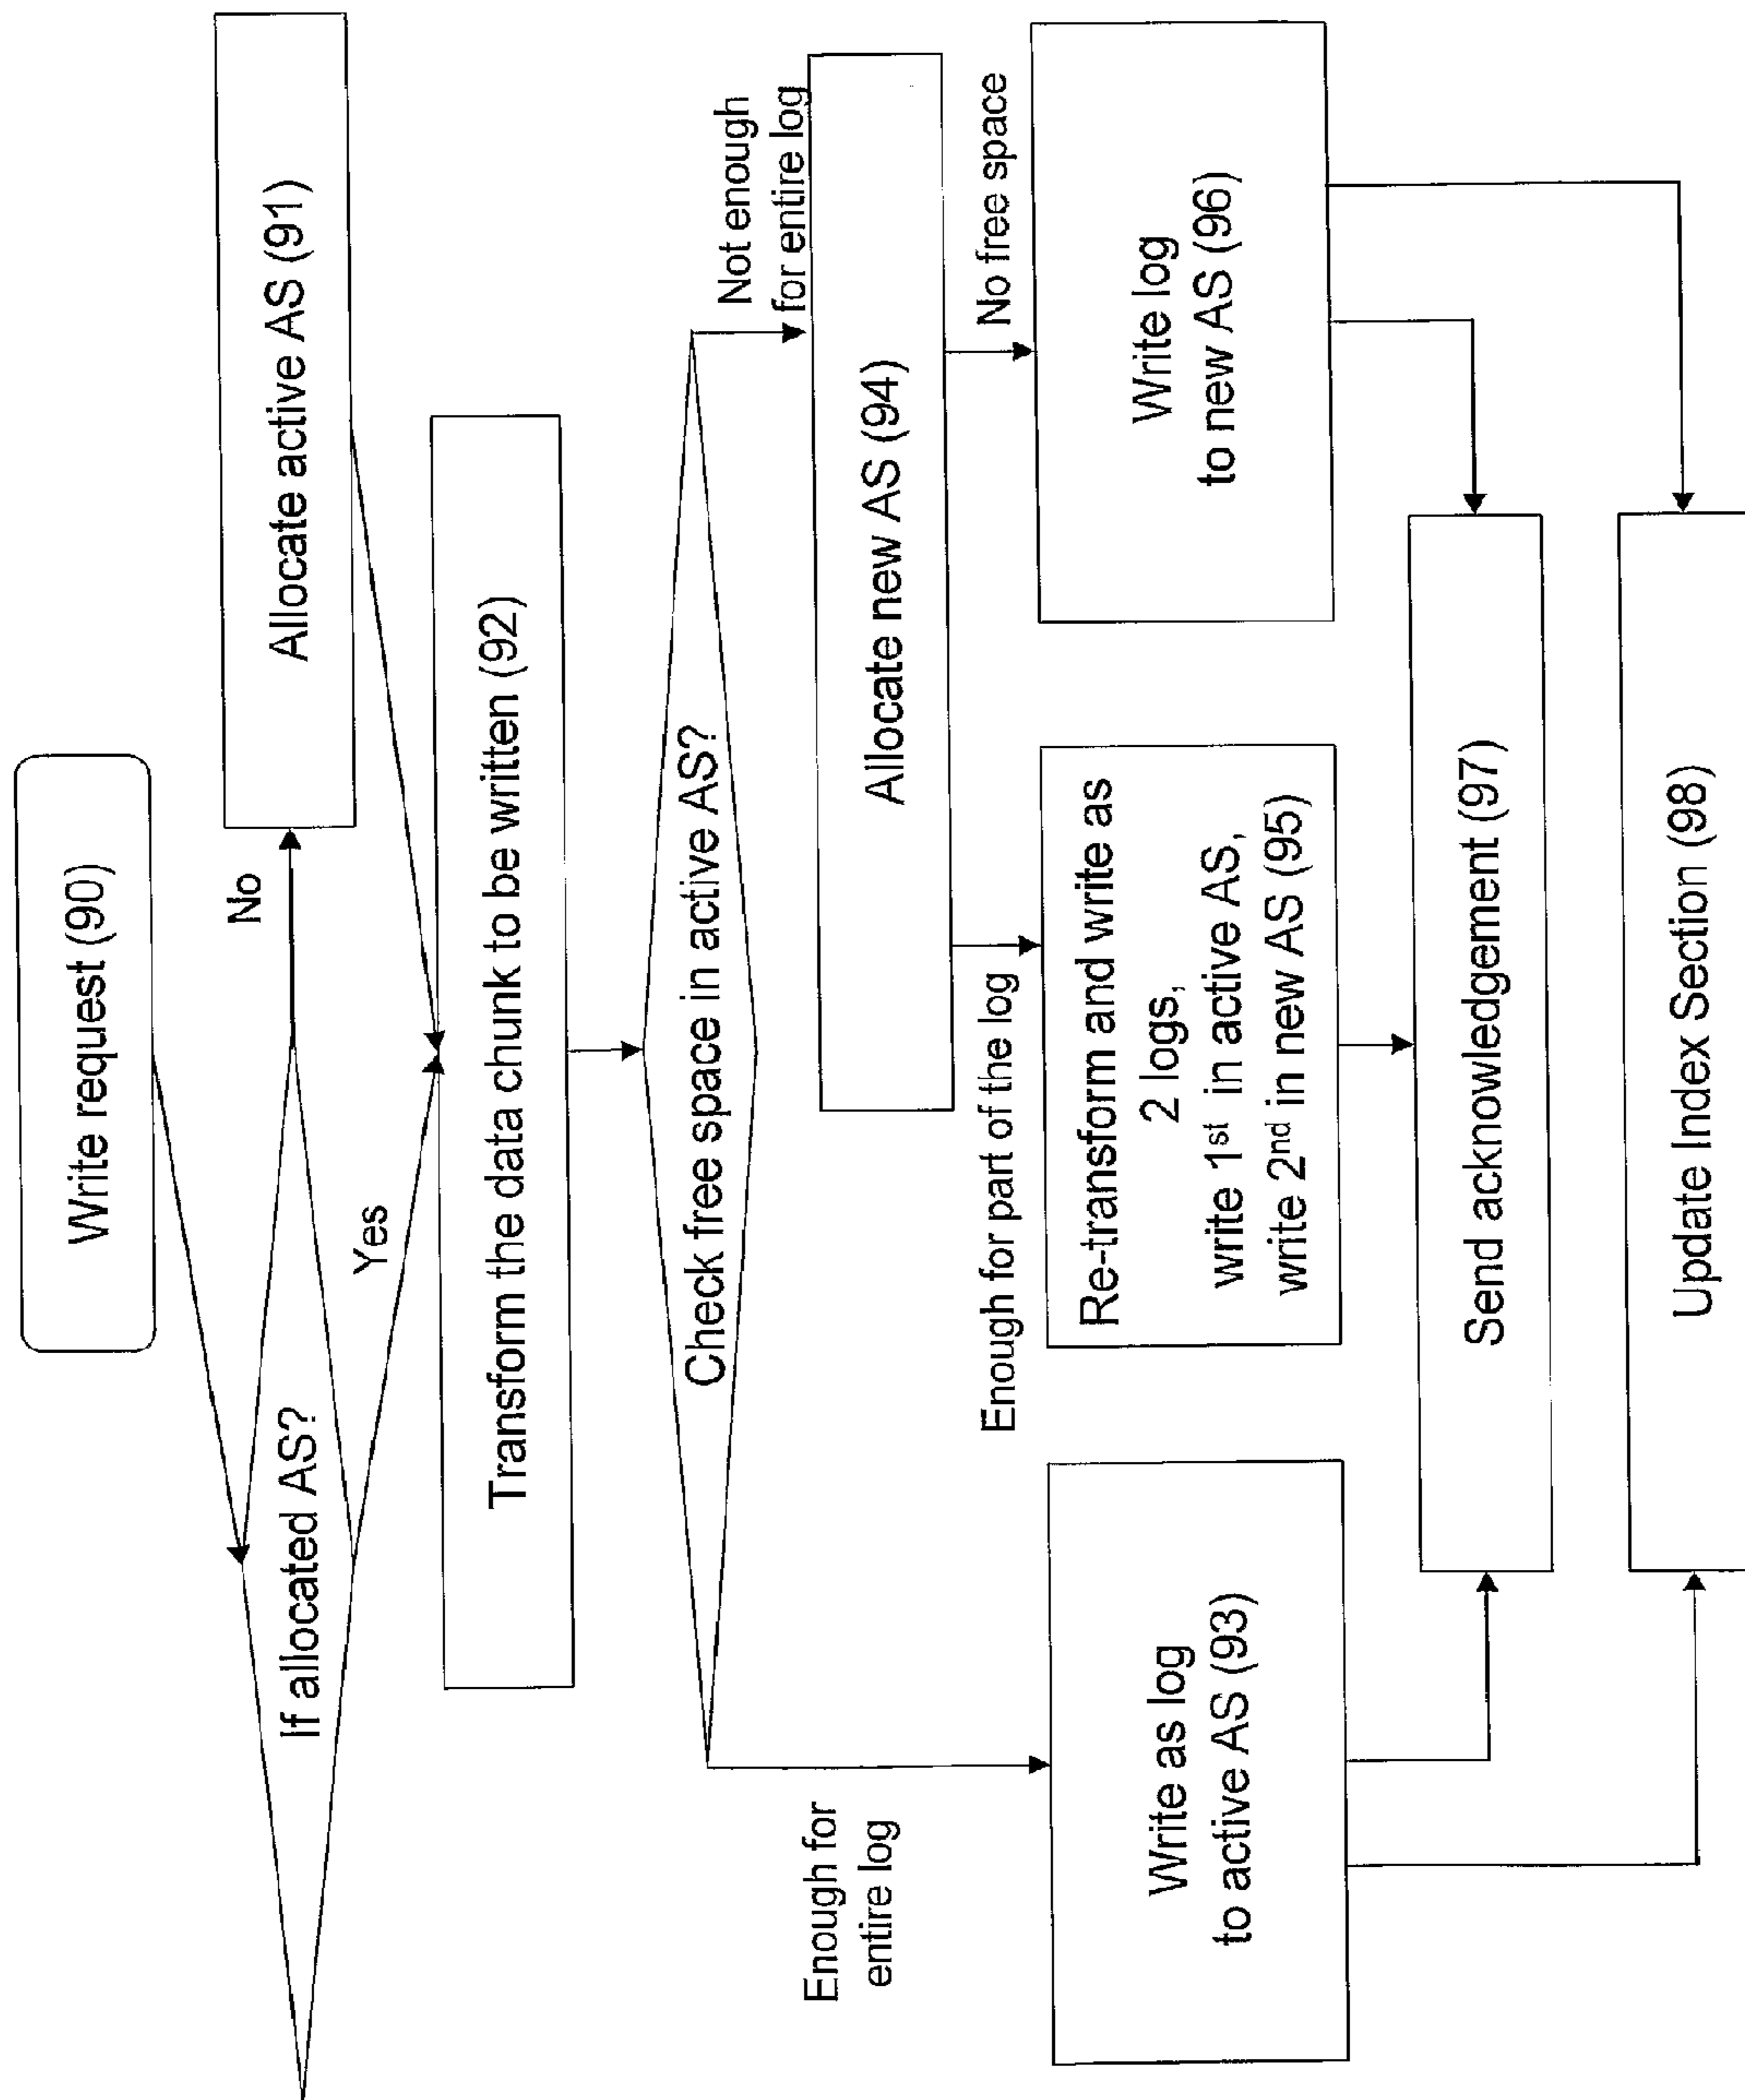 Write request (90)
If allocated AS?
No
Allocate active AS (91)
Yes
Transform the data chunk to be written (92)
Check free space in active AS?
Enough for
entire log
Not enough
for entire log
Allocate new AS (94)
Enough for part of the log
No free space
Write as log
to active AS (93)
Re-transform and write as
2 logs,
write 1st in active AS,
write 2nd in new AS (95)
Write log
to new AS (96)
Send acknowledgement (97)
Update Index Section (98)